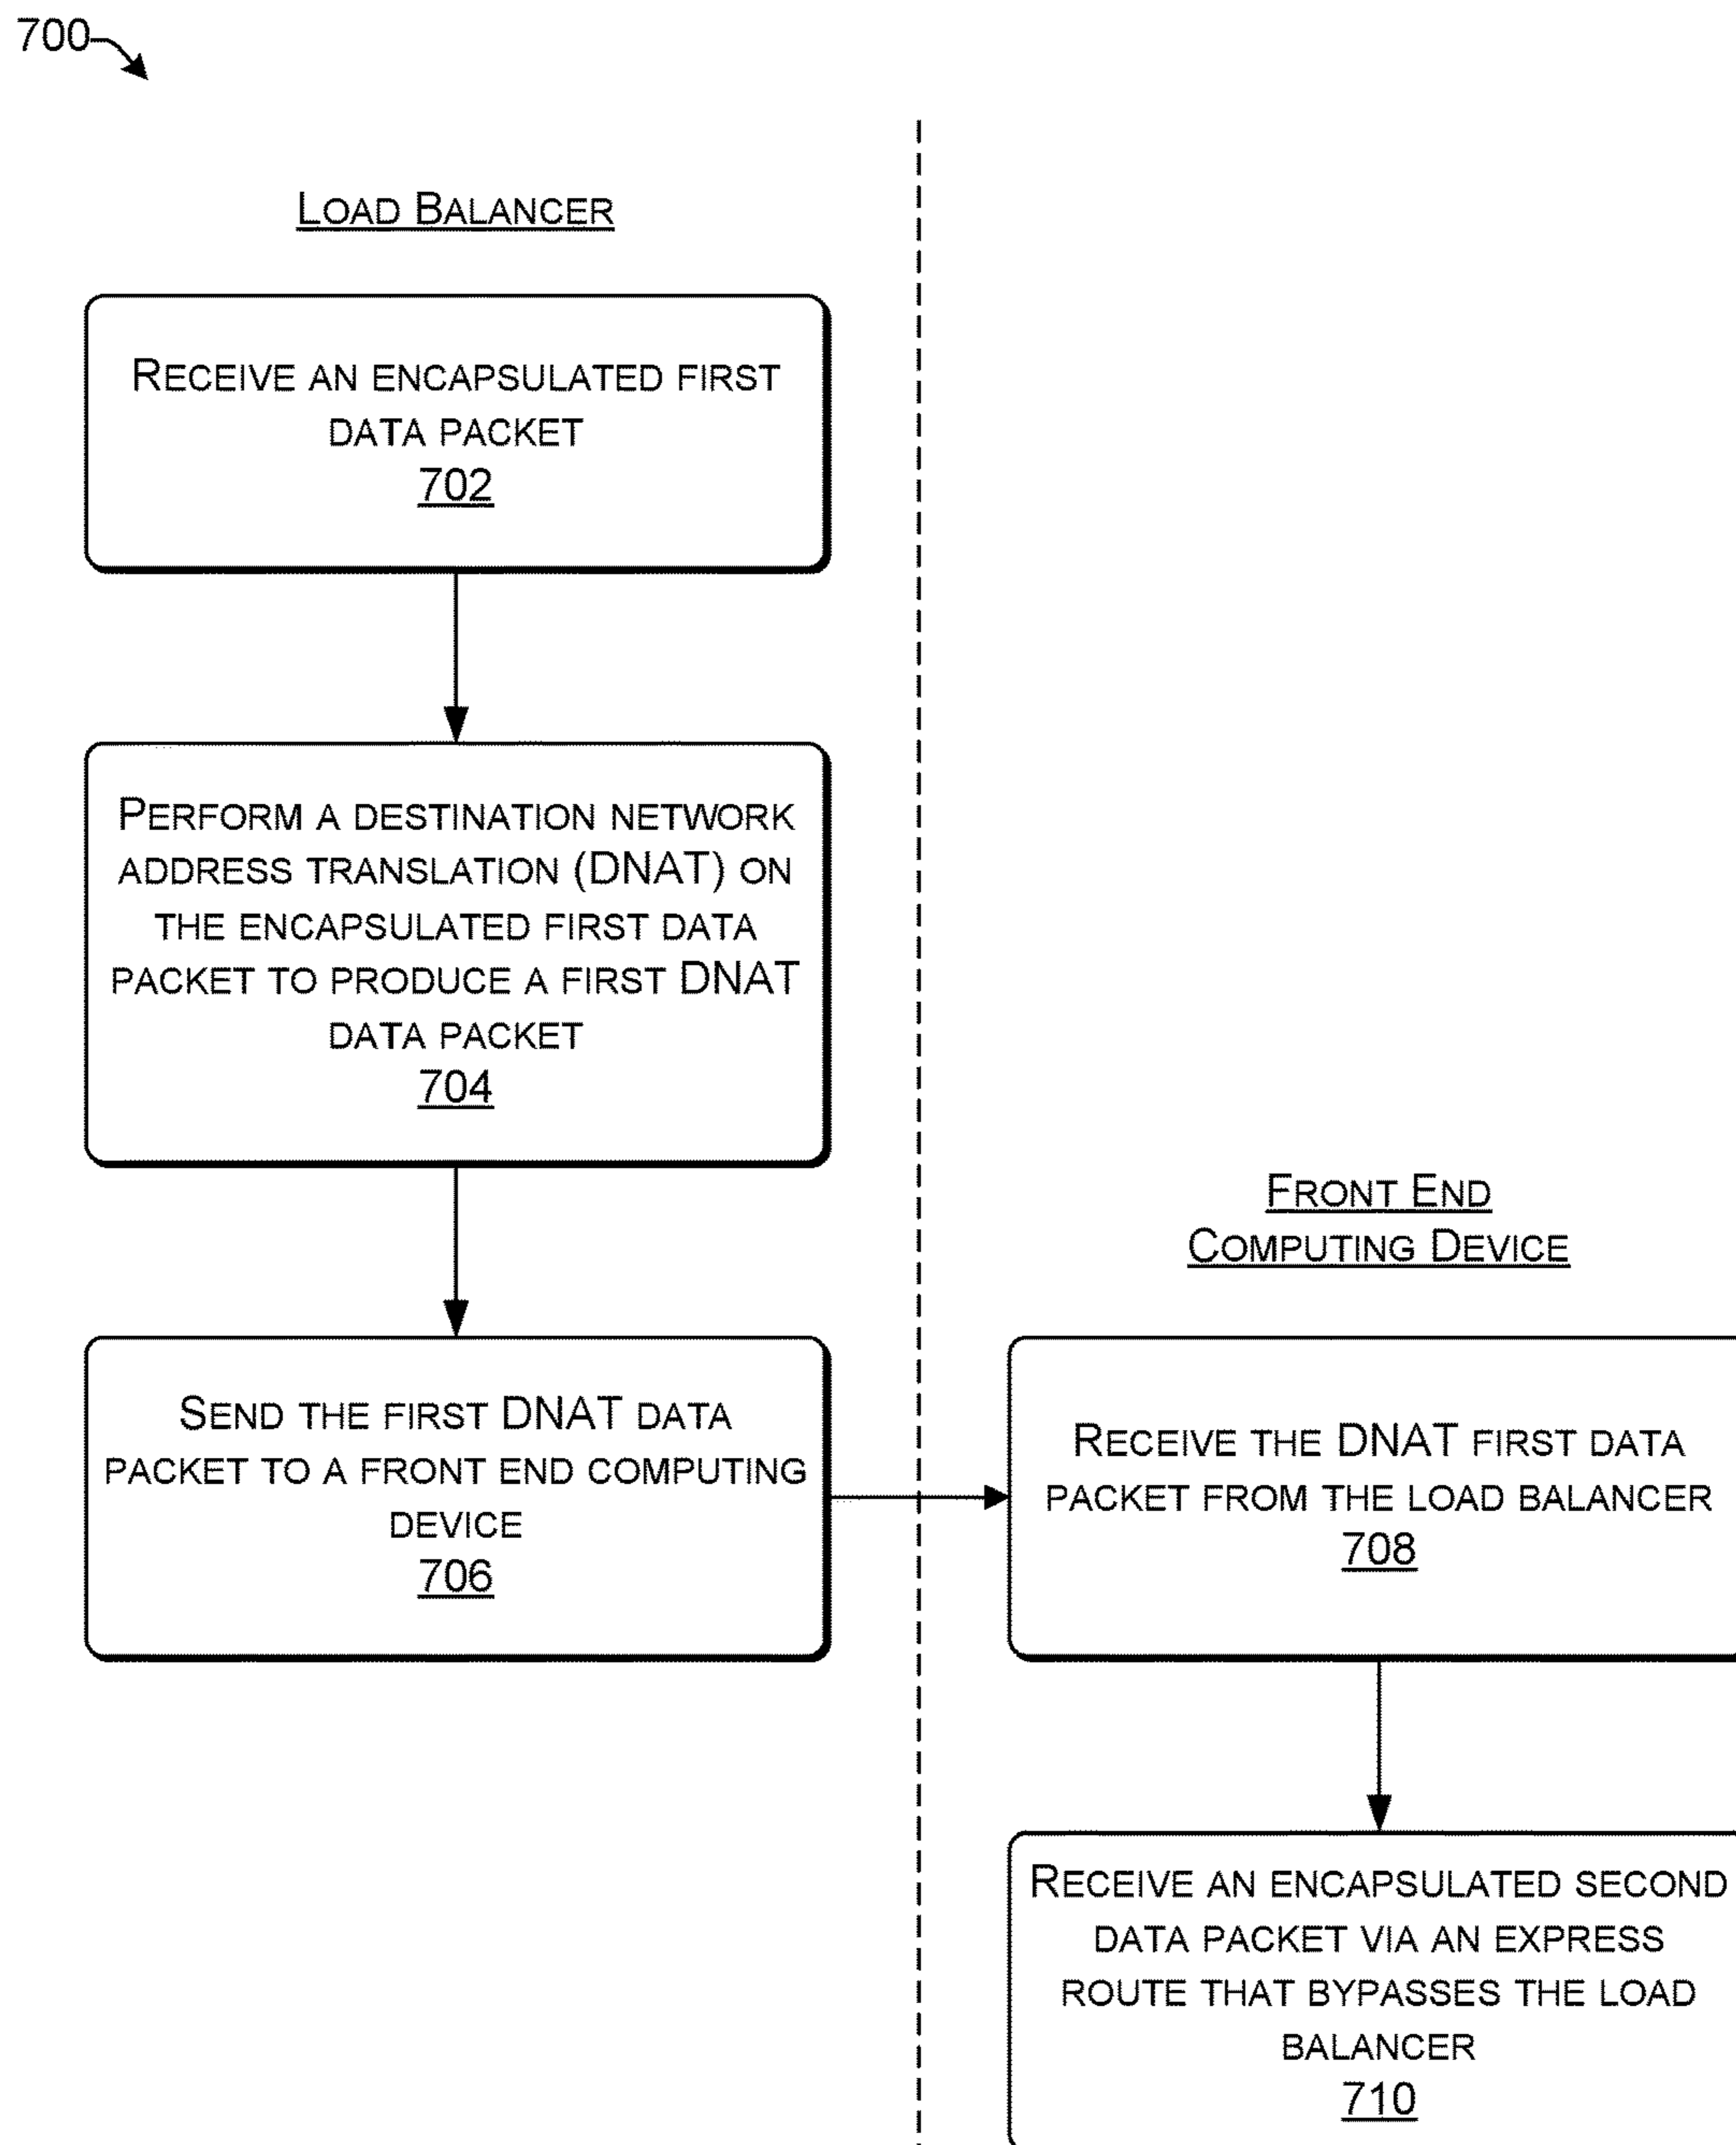 700
LOAD BALANCER
RECEIVE AN ENCAPSULATED FIRST
DATA PACKET
702
PERFORM A DESTINATION NETWORK
ADDRESS TRANSLATION (DNAT) ON
THE ENCAPSULATED FIRST DATA
PACKET TO PRODUCE A FIRST DNAT
DATA PACKET
704
SEND THE FIRST DNAT DATA
PACKET TO A FRONT END COMPUTING
DEVICE
706
FRONT END
COMPUTING DEVICE
RECEIVE THE DNAT FIRST DATA
PACKET FROM THE LOAD BALANCER
708
RECEIVE AN ENCAPSULATED SECOND
DATA PACKET VIA AN EXPRESS
ROUTE THAT BYPASSES THE LOAD
BALANCER
710